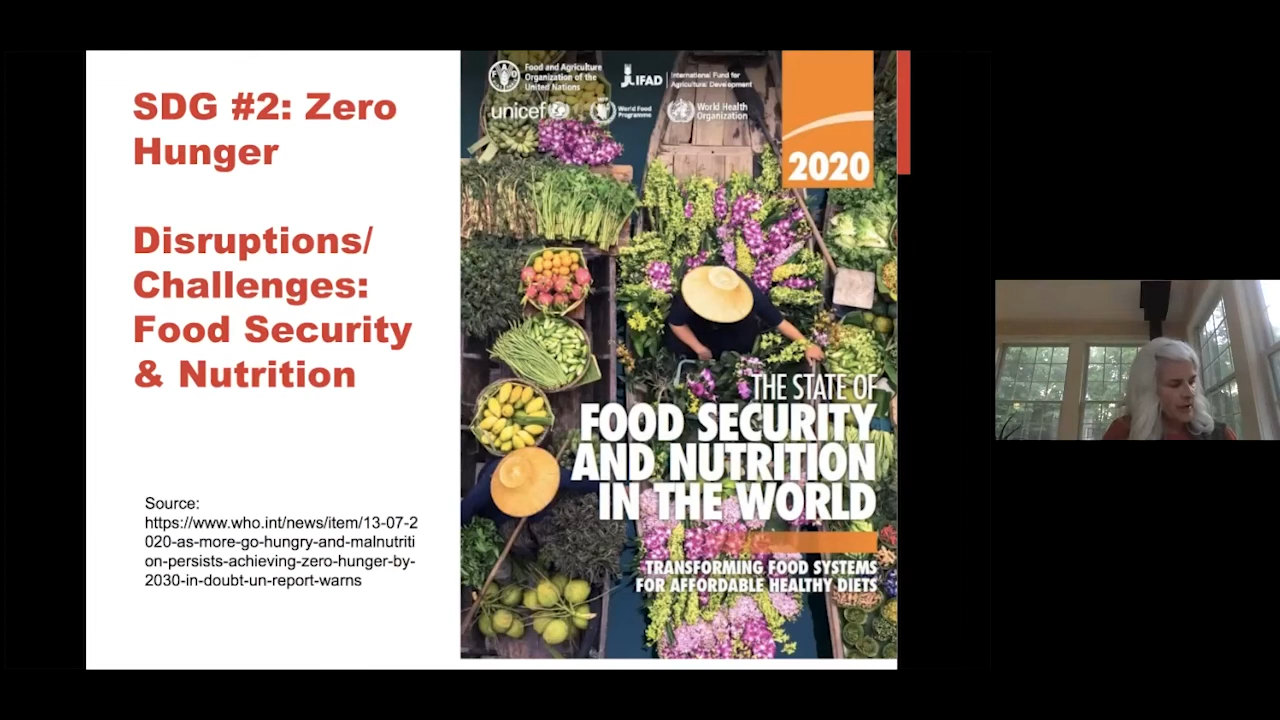 SDG #2: Zero
Hunger
Disruptions/
Challenges:
Food Security
& Nutrition
Source:
https://www.who.int/news/item/13-07-2
020-as-more-go-hungry-and-malnutriti
on-persists-achieving-zero-hunger-by-
2030-in-doubt-un-report-warns
FAO
Food and Agriculture
Organization of the
United Nations
IFAD
International Fund for
Agricultural Development
unicef
WFP
World Food
Programme
World Health
Organization
2020
THE STATE OF
FOOD SECURITY
AND NUTRITION
IN THE WORLD
TRANSFORMING FOOD SYSTEMS
FOR AFFORDABLE HEALTHY DIETS